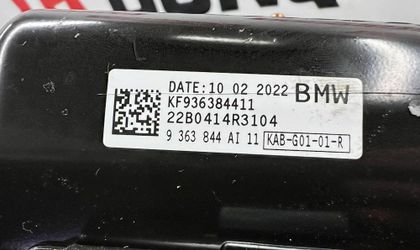 DATE:10 02 2022 BMW
KF936384411
22B0414R3104
9 363 844 AI 11 KAB-G01-01-R